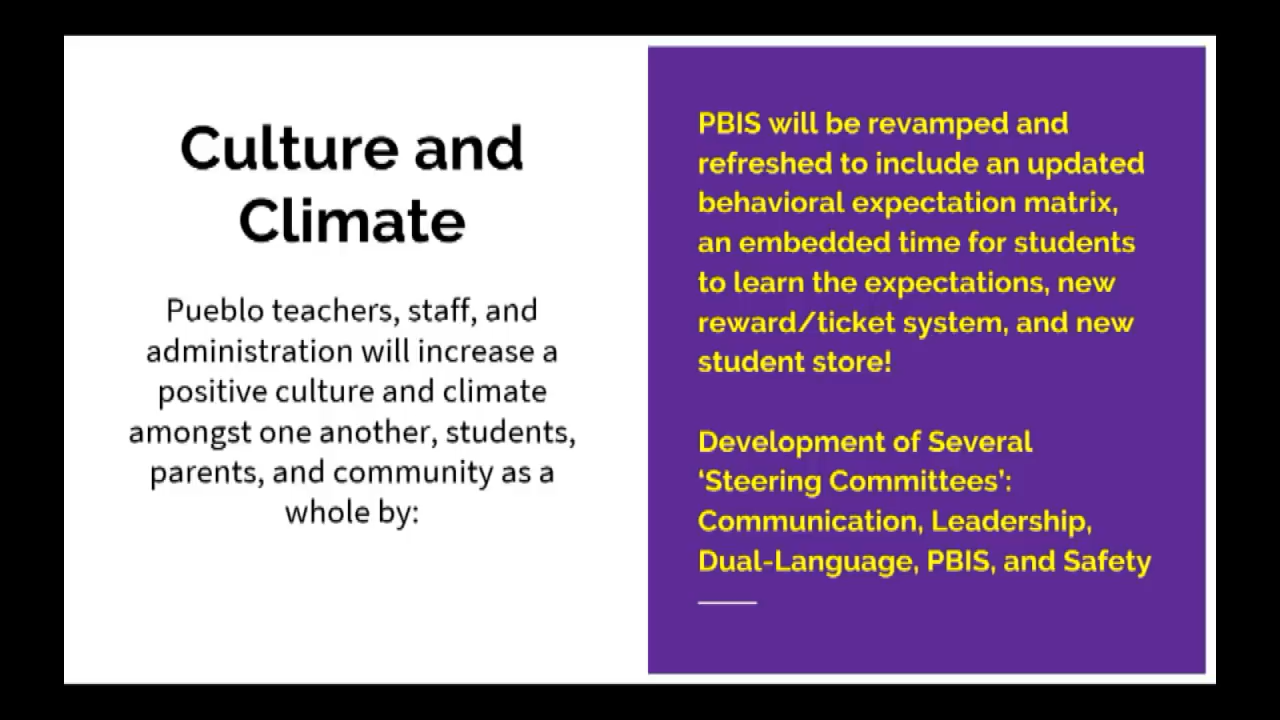 Culture and
Climate
Pueblo teachers, staff, and
administration will increase a
positive culture and climate
amongst one another, students,
parents, and community as a
whole by:
PBIS will be revamped and
refreshed to include an updated
behavioral expectation matrix,
an embedded time for students
to learn the expectations, new
reward/ticket system, and new
student store!
Development of Several
‘Steering Committees’:
Communication, Leadership,
Dual-Language, PBIS, and Safety